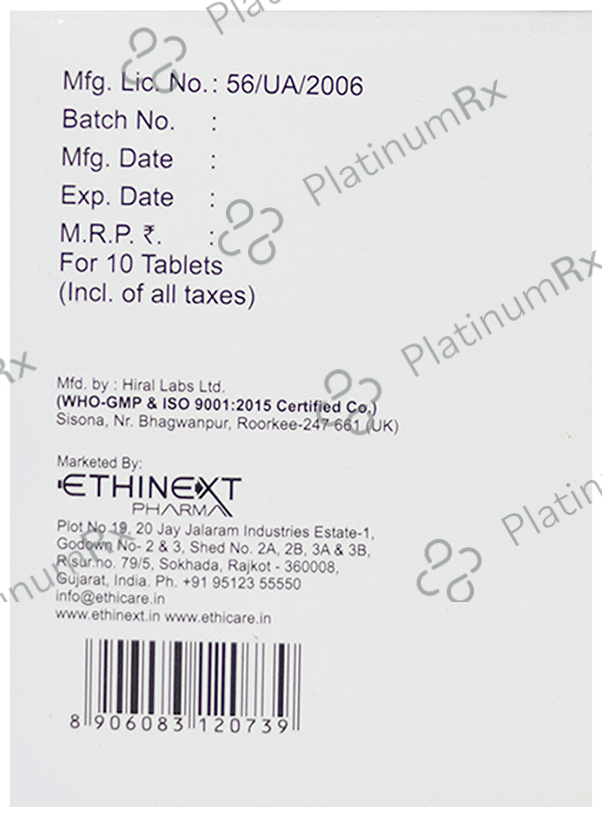 Mfg. Lic. No. : 56/UA/2006
Batch No. :
Mfg. Date :
Exp. Date :
M.R.P. ₹. :
For 10 Tablets
(Incl. of all taxes)
Mfd. by : Hiral Labs Ltd.
(WHO-GMP & ISO 9001:2015 Certified Co.)
Sisona, Nr. Bhagwanpur, Roorkee-247 661 (UK)
Marketed By:
ETHINEXT
PHARMA
Plot No 19, 20 Jay Jalaram Industries Estate-1,
Godown No- 2 & 3, Shed No. 2A, 2B, 3A & 3B,
R.sur.no. 79/5, Sokhada, Rajkot - 360008,
Gujarat, India. Ph. +91 95123 55550
info@ethicare.in
www.ethinext.in www.ethicare.in
8 906083 120739
PlatinumRx
PlatinumRx